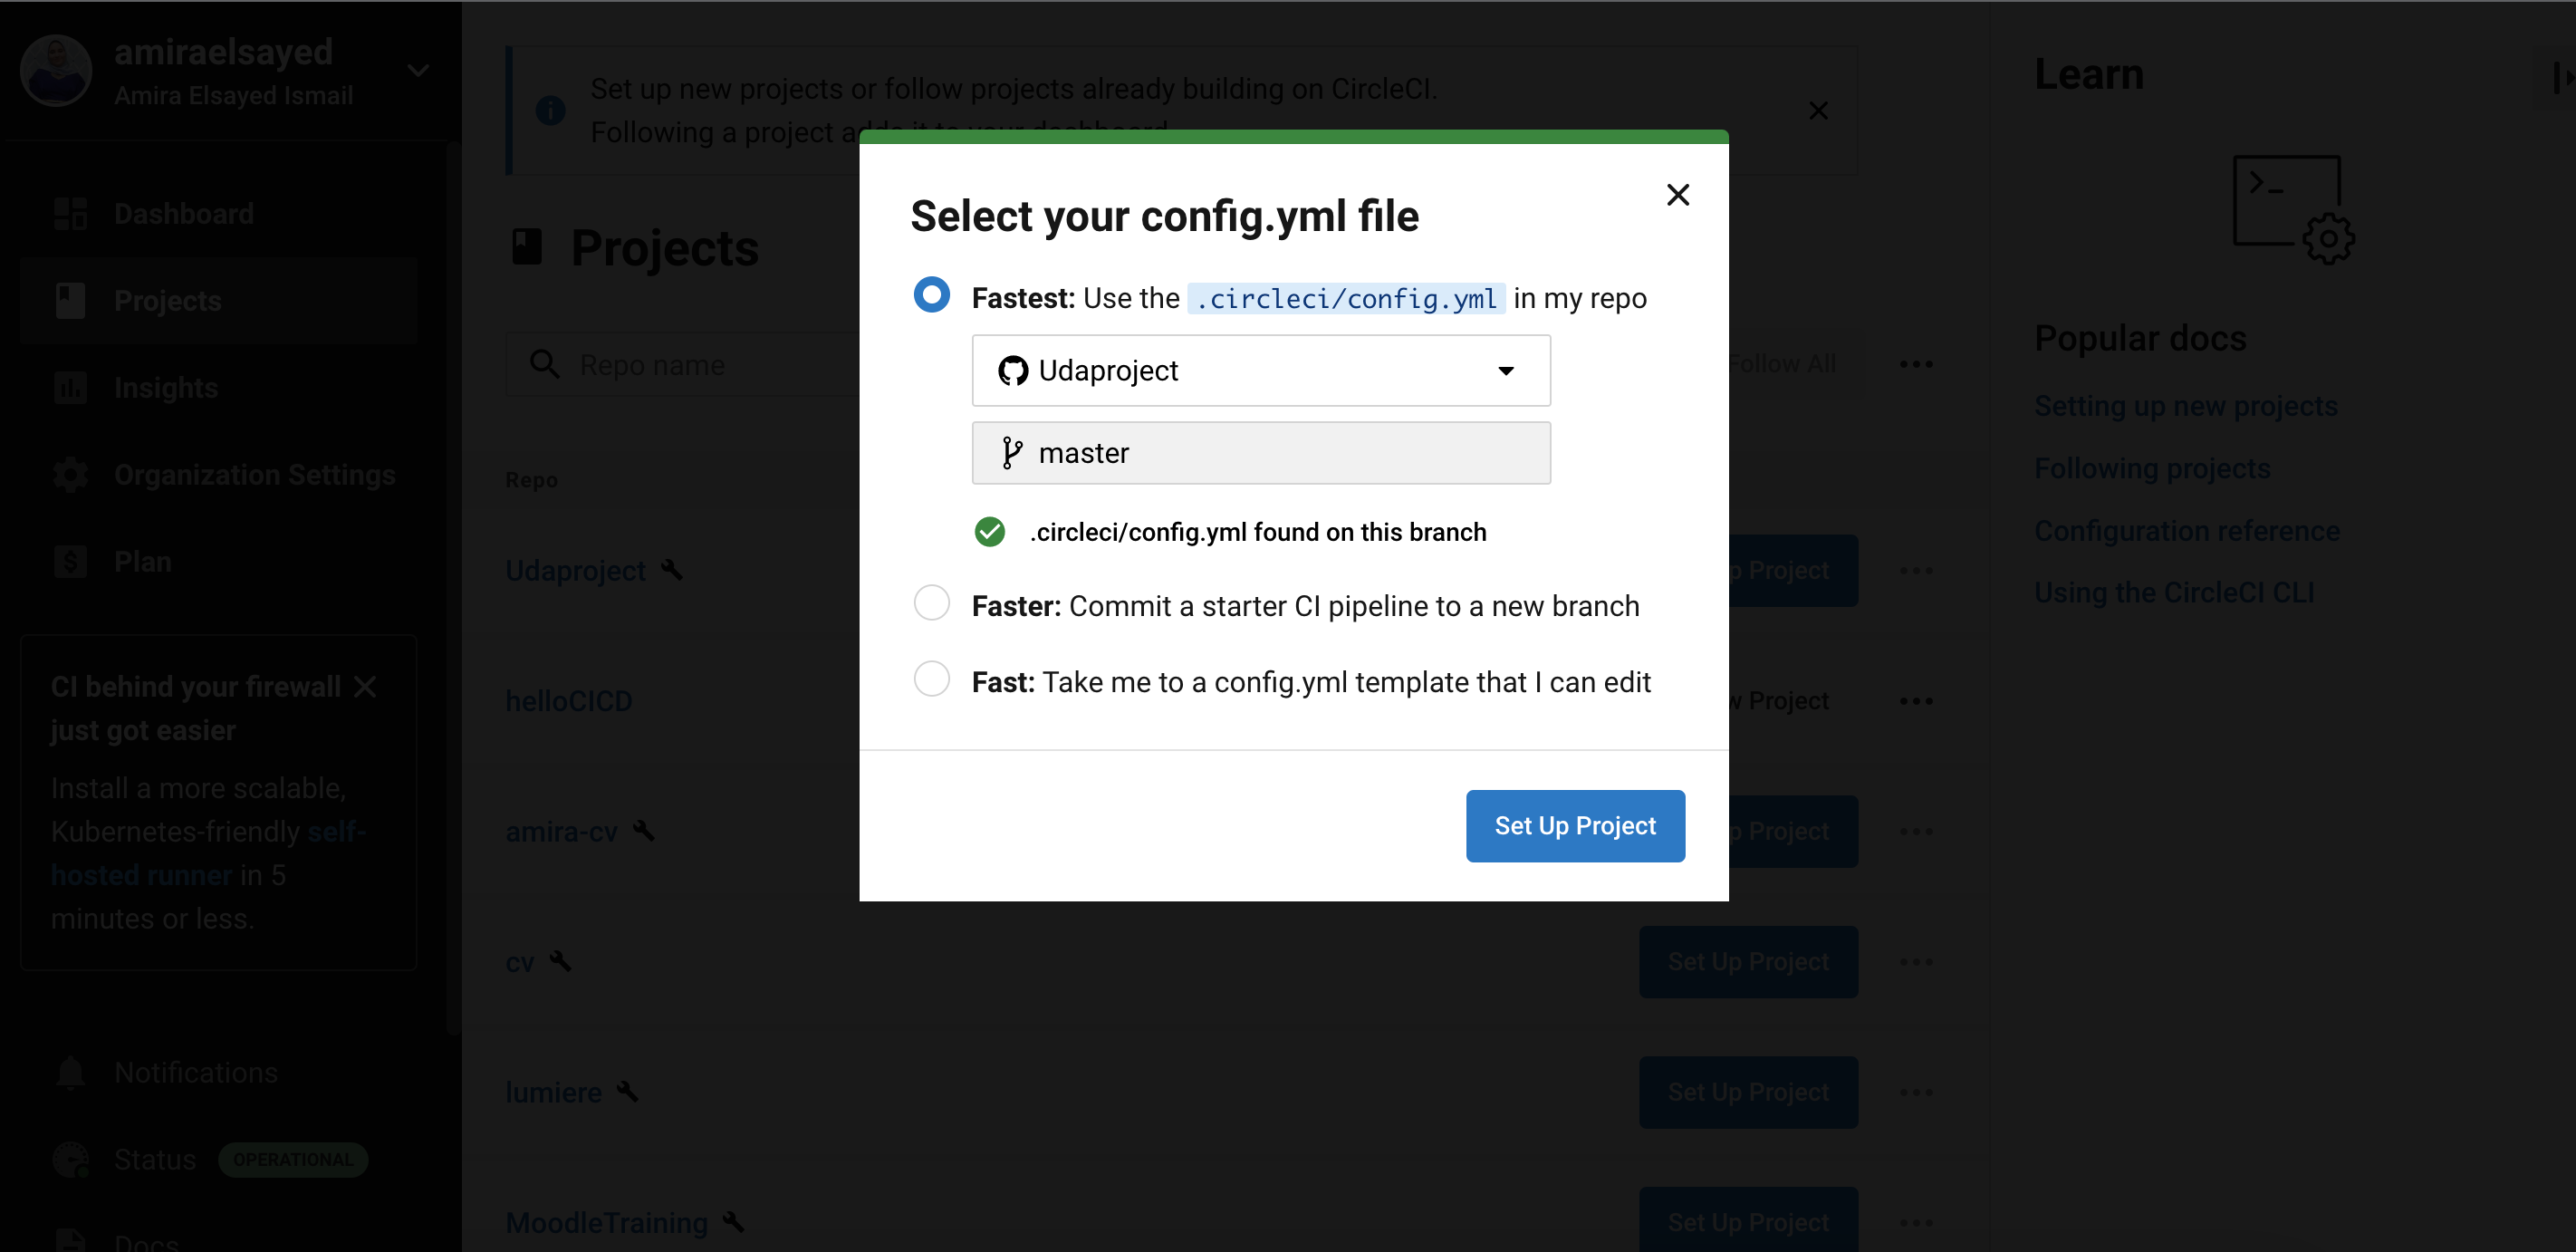 amiraelsayed
Amira Elsayed Ismail
Dashboard
Projects
Insights
Organization Settings
Plan
CI behind your firewall
just got easier
Install a more scalable,
Kubernetes-friendly self-
hosted runner in 5
minutes or less.
Notifications
Status OPERATIONAL
Docs
Set up new projects or follow projects already building on CircleCI.
Following a project adds it to your dashboard.
Projects
Repo name
Follow All
Repo
Udaproject
p Project
helloCICD
w Project
amira-cv
p Project
cv
Set Up Project
lumiere
Set Up Project
MoodleTraining
Set Up Project
Select your config.yml file
Fastest: Use the .circleci/config.yml in my repo
Udaproject
master
.circleci/config.yml found on this branch
Faster: Commit a starter CI pipeline to a new branch
Fast: Take me to a config.yml template that I can edit
Set Up Project
Learn
>_
Popular docs
Setting up new projects
Following projects
Configuration reference
Using the CircleCI CLI